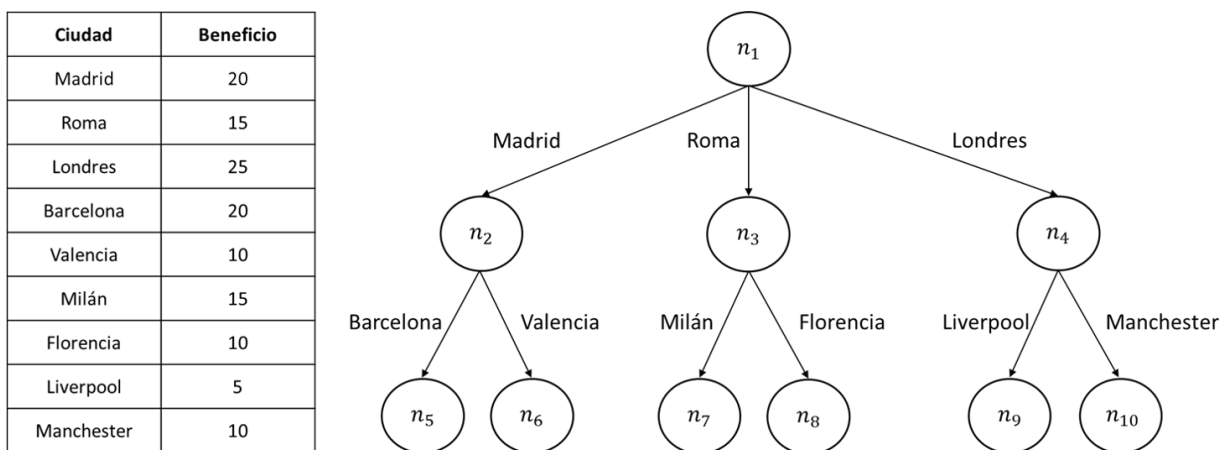 Ciudad Beneficio
Madrid 20
Roma 15
Londres 25
Barcelona 20
Valencia 10
Milán 15
Florencia 10
Liverpool 5
Manchester 10
n₁
Madrid Roma Londres
n₂ n₃ n₄
Barcelona Valencia Milán Florencia Liverpool Manchester
n₅ n₆ n₇ n₈ n₉ n₁₀